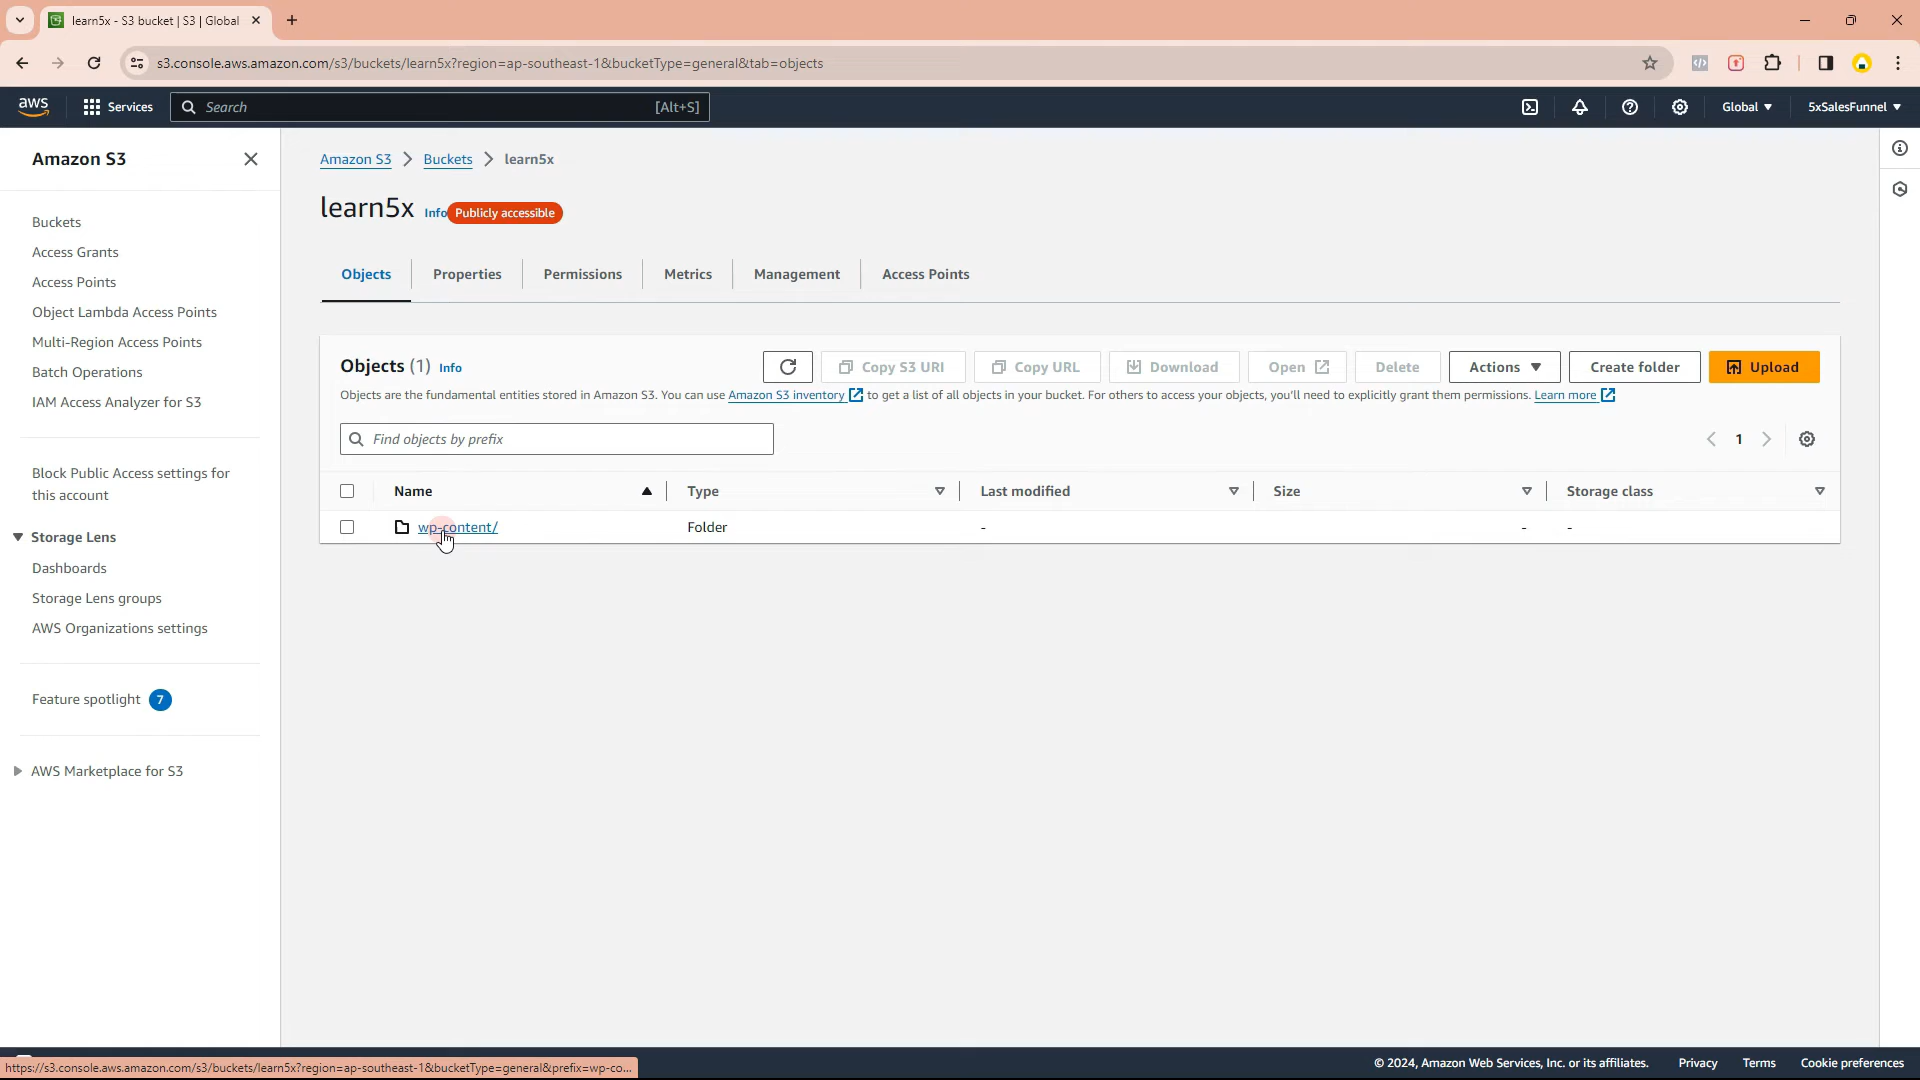 learn5x - S3 bucket | S3 | Global
s3.console.aws.amazon.com/s3/buckets/learn5x?region=ap-southeast-1&bucketType=general&tab=objects
aws
Services
Search
[Alt+S]
Global
5xSalesFunnel
Amazon S3
Buckets
Access Grants
Access Points
Object Lambda Access Points
Multi-Region Access Points
Batch Operations
IAM Access Analyzer for S3
Block Public Access settings for
this account
Storage Lens
Dashboards
Storage Lens groups
AWS Organizations settings
Feature spotlight 7
AWS Marketplace for S3
Amazon S3 > Buckets > learn5x
learn5x Info Publicly accessible
Objects Properties Permissions Metrics Management Access Points
Objects (1) Info
Copy S3 URI Copy URL Download Open Delete Actions Create folder Upload
Objects are the fundamental entities stored in Amazon S3. You can use Amazon S3 inventory to get a list of all objects in your bucket. For others to access your objects, you'll need to explicitly grant them permissions. Learn more
Find objects by prefix
1
Name Type Last modified Size Storage class
wp-content/ Folder - - -
https://s3.console.aws.amazon.com/s3/buckets/learn5x?region=ap-southeast-1&bucketType=general&prefix=wp-co...
© 2024, Amazon Web Services, Inc. or its affiliates. Privacy Terms Cookie preferences